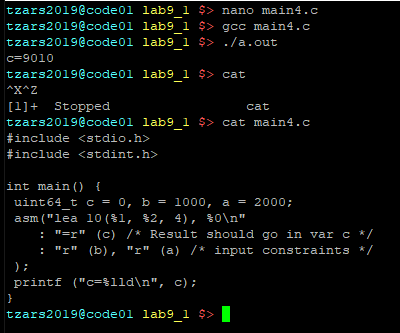 tzars2019@code01 lab9_1 $> nano main4.c
tzars2019@code01 lab9_1 $> gcc main4.c
tzars2019@code01 lab9_1 $> ./a.out
c=9010
tzars2019@code01 lab9_1 $> cat
^X^Z
[1]+  Stopped                 cat
tzars2019@code01 lab9_1 $> cat main4.c
#include <stdio.h>
#include <stdint.h>

int main() {
 uint64_t c = 0, b = 1000, a = 2000;
 asm("lea 10(%1, %2, 4), %0\n"
    : "=r" (c) /* Result should go in var c */
    : "r" (b), "r" (a) /* input constraints */
 );
 printf ("c=%lld\n", c);
}
tzars2019@code01 lab9_1 $>